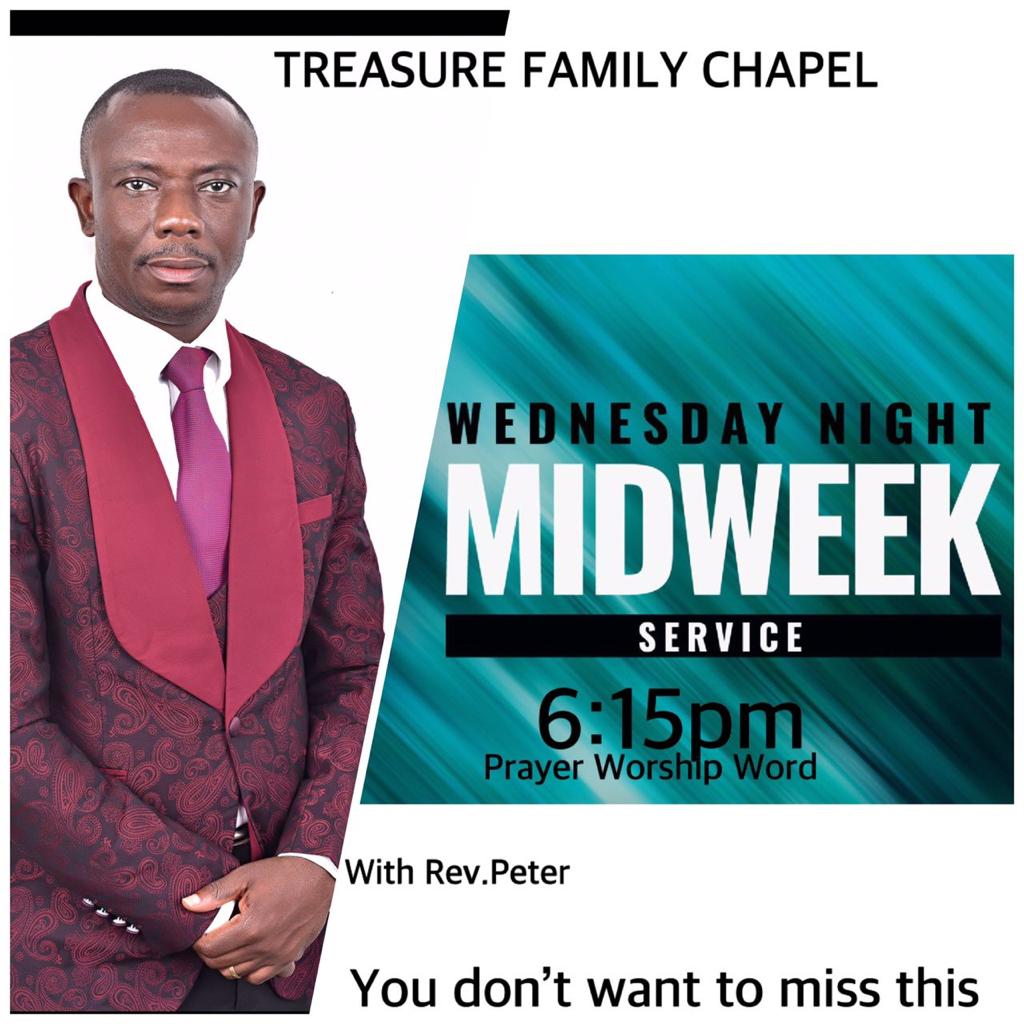 TREASURE FAMILY CHAPEL
WEDNESDAY NIGHT
MIDWEEK
SERVICE
6:15pm
Prayer Worship Word
With Rev.Peter
You don't want to miss this